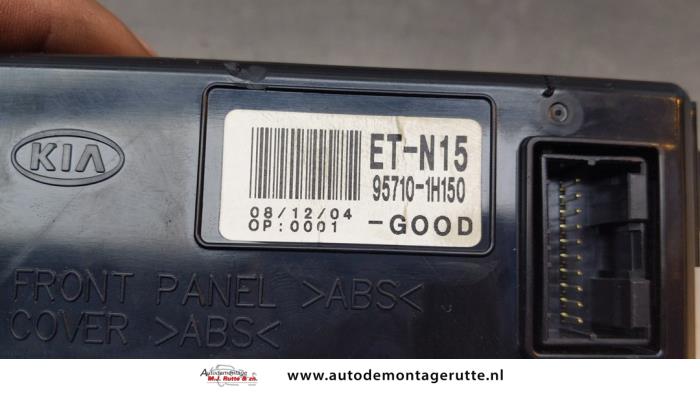 KIA
ET-N15
95710-1H150
08/12/04
OP:0001
-GOOD
FRONT PANEL >ABS<
COVER >ABS<
Autodemontage
M.J. Rutte & zn.
www.autodemontagerutte.nl